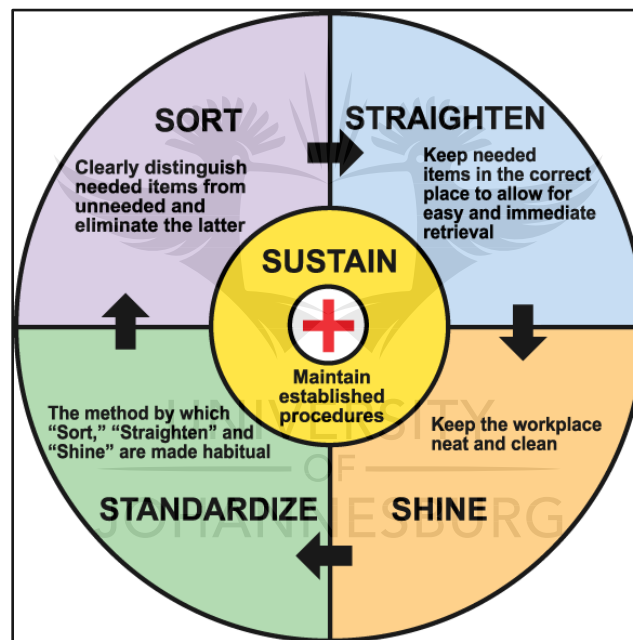 SORT
Clearly distinguish
needed items from
unneeded and
eliminate the latter
STRAIGHTEN
Keep needed
items in the correct
place to allow for
easy and immediate
retrieval
SUSTAIN
Maintain
established
procedures
The method by which
“Sort,” “Straighten” and
“Shine” are made habitual
STANDARDIZE
Keep the workplace
neat and clean
SHINE
UNIVERSITY
OF
JOHANNESBURG